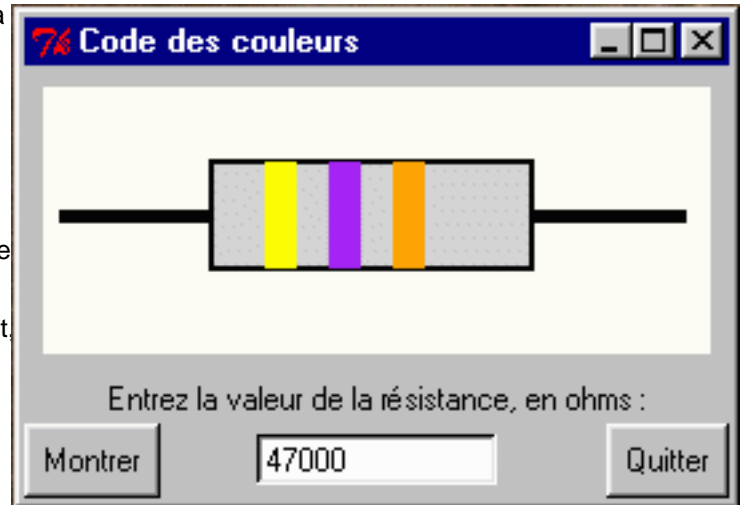 a
Code des couleurs
e
t,
Entrez la valeur de la résistance, en ohms :
Montrer 47000 Quitter